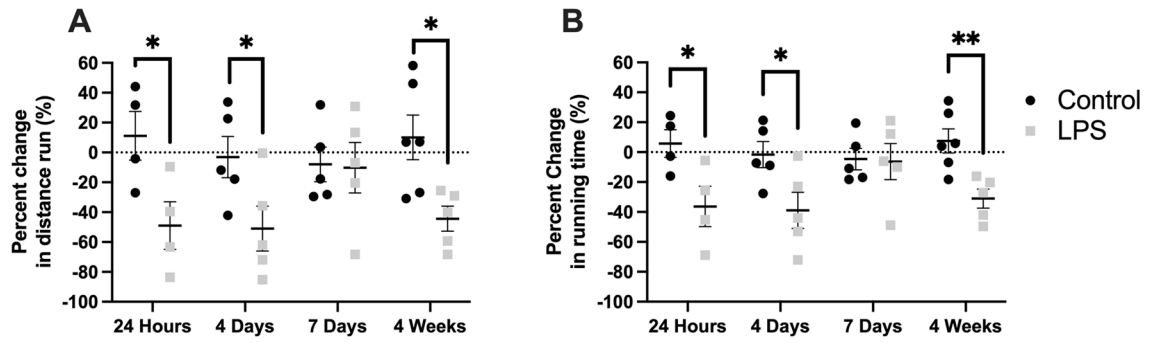 A
Percent change
in distance run (%)
60
40
20
0
-20
-40
-60
-80
-100
*
*
*
24 Hours
4 Days
7 Days
4 Weeks
B
Percent Change
in running time (%)
60
40
20
0
-20
-40
-60
-80
-100
*
*
**
24 Hours
4 Days
7 Days
4 Weeks
Control
LPS